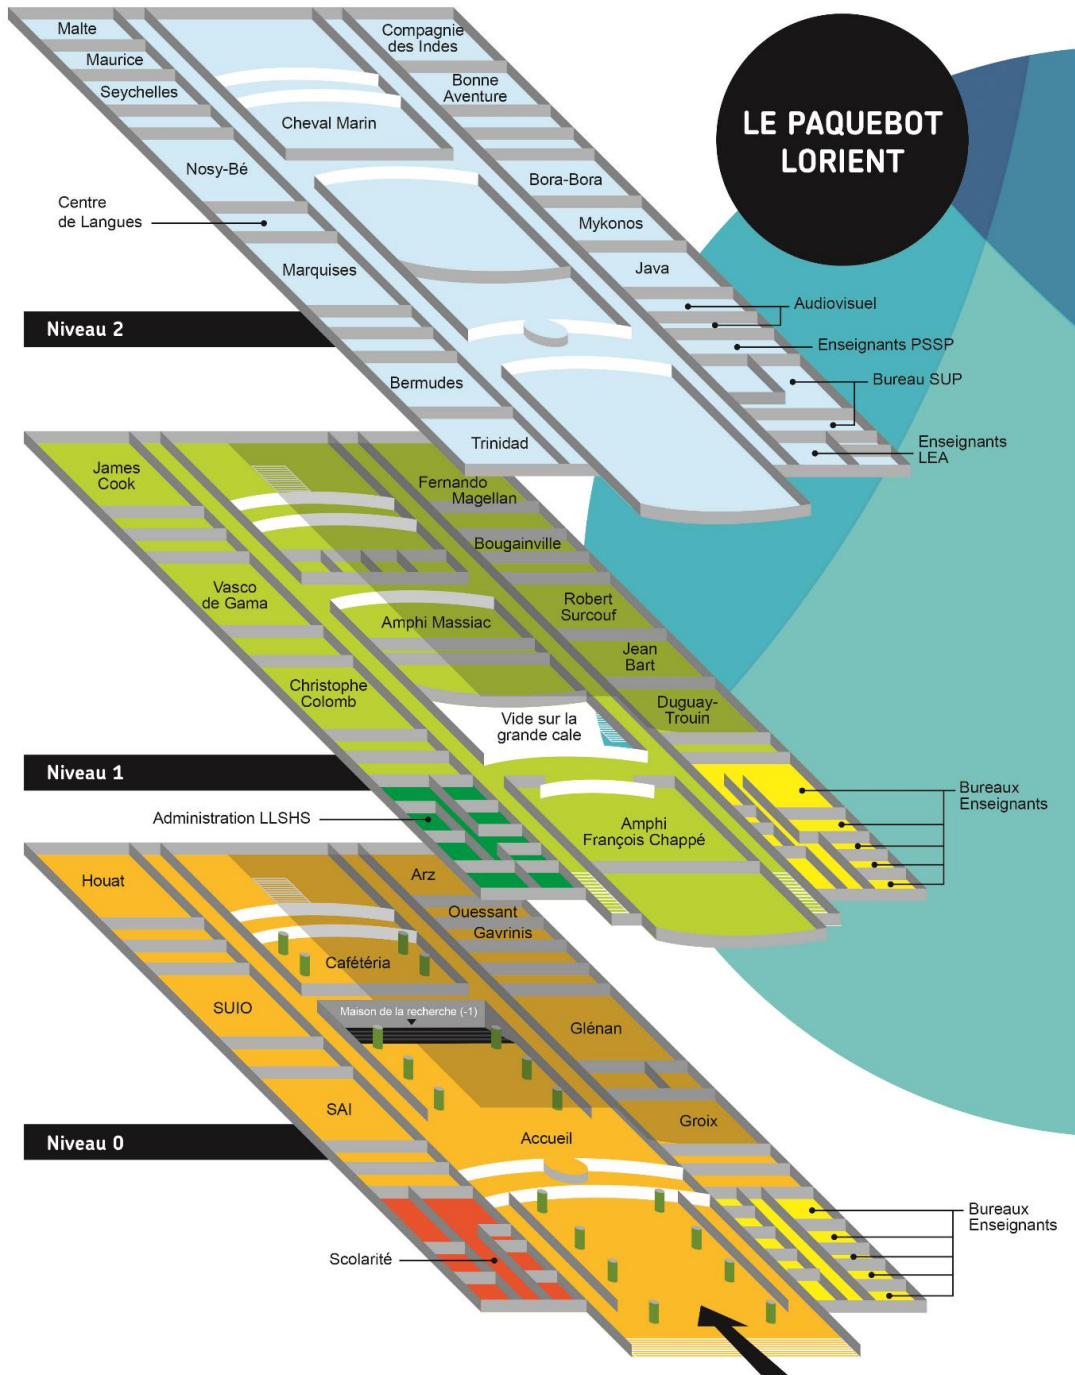 LE PAQUEBOT
LORIENT
Malte
Maurice
Seychelles
Nosy-Bé
Centre
de Langues
Marquises
Bermudes
Trinidad
Cheval Marin
Compagnie
des Indes
Bonne
Aventure
Bora-Bora
Mykonos
Java
Audiovisuel
Enseignants PSSP
Bureau SUP
Enseignants
LEA
Niveau 2
James
Cook
Vasco
de Gama
Christophe
Colomb
Administration LLSHS
Amphi Massiac
Vide sur la
grande cale
Amphi
François Chappé
Fernando
Magellan
Bougainville
Robert
Surcouf
Jean
Bart
Duguay-
Trouin
Bureaux
Enseignants
Niveau 1
Houat
SUIO
SAI
Scolarité
Cafétéria
Maison de la recherche (-1)
Accueil
Arz
Ouessant
Gavrinis
Glénan
Groix
Bureaux
Enseignants
Niveau 0